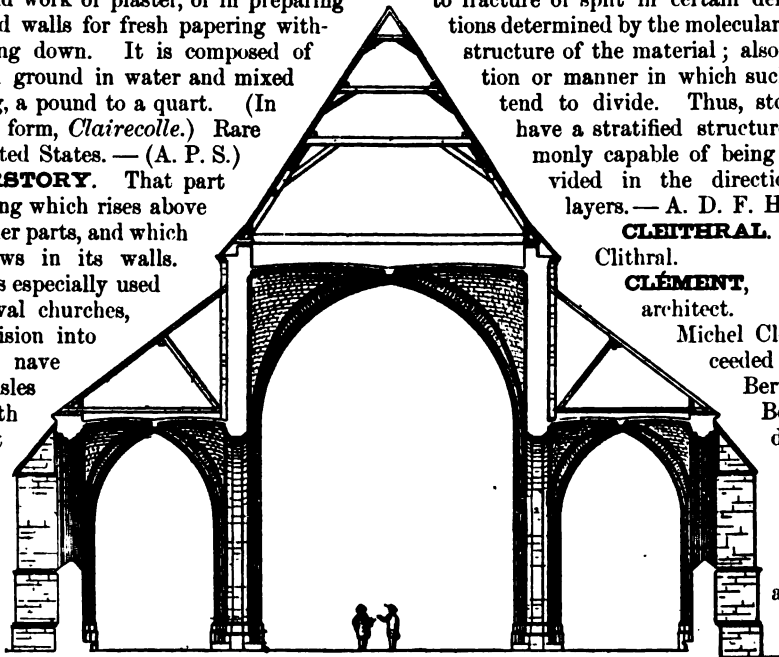 work of plaster, or in preparing
d walls for fresh papering with-
ng down. It is composed of
ground in water and mixed
g, a pound to a quart. (In
form, Clairecolle.) Rare
ted States. — (A. P. S.)
RSTORY. That part
ng which rises above
er parts, and which
ws in its walls.
s especially used
val churches,
ision into
nave
sles
th
t
to fracture or split in certain
tions determined by the molecular
structure of the material; also
tion or manner in which suc
tend to divide. Thus, sto
have a stratified structur
monly capable of being
vided in the directio
layers. — A. D. F. H
CLEITHRAL.
Clithral.
CLÉMENT,
architect.
Michel Cl
ceeded
Ber
Be
d
a